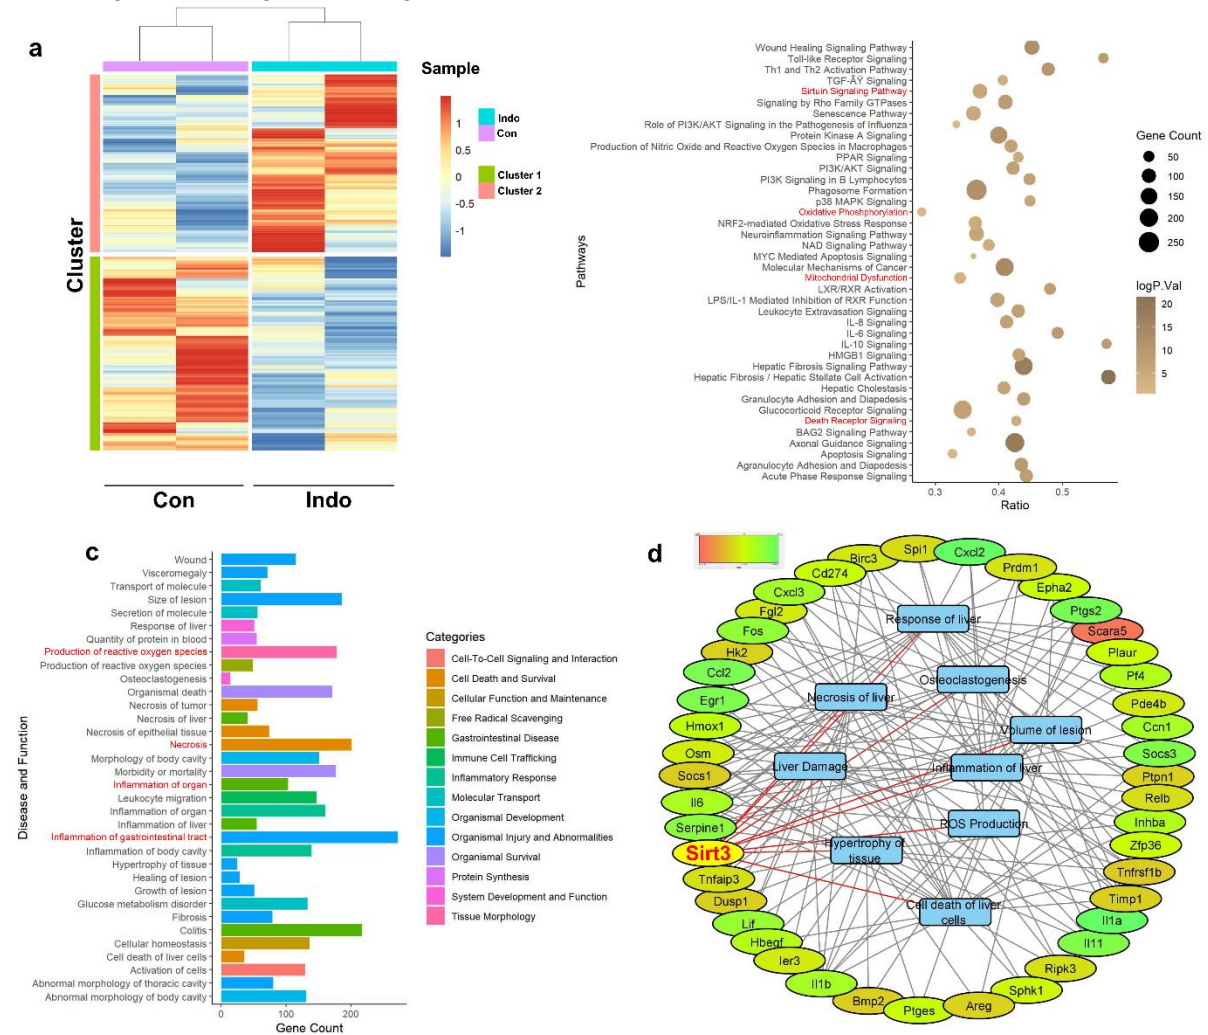 a
Sample
1
0.5
0
-0.5
-1
Indo
Con
Cluster 1
Cluster 2
Cluster
Con
Indo
Pathways
Wound Healing Signaling Pathway
Toll-like Receptor Signaling
Th1 and Th2 Activation Pathway
TGF-ÃŸ Signaling
Sirtuin Signaling Pathway
Signaling by Rho Family GTPases
Senescence Pathway
Role of PI3K/AKT Signaling in the Pathogenesis of Influenza
Protein Kinase A Signaling
Production of Nitric Oxide and Reactive Oxygen Species in Macrophages
PPAR Signaling
PI3K/AKT Signaling
PI3K Signaling in B Lymphocytes
Phagosome Formation
p38 MAPK Signaling
Oxidative Phoshphorylation
NRF2-mediated Oxidative Stress Response
Neuroinflammation Signaling Pathway
NAD Signaling Pathway
MYC Mediated Apoptosis Signaling
Molecular Mechanisms of Cancer
Mitochondrial Dysfunction
LXR/RXR Activation
LPS/IL-1 Mediated Inhibition of RXR Function
Leukocyte Extravasation Signaling
IL-8 Signaling
IL-6 Signaling
IL-10 Signaling
HMGB1 Signaling
Hepatic Fibrosis Signaling Pathway
Hepatic Fibrosis / Hepatic Stellate Cell Activation
Hepatic Cholestasis
Granulocyte Adhesion and Diapedesis
Glucocorticoid Receptor Signaling
Death Receptor Signaling
BAG2 Signaling Pathway
Axonal Guidance Signaling
Apoptosis Signaling
Agranulocyte Adhesion and Diapedesis
Acute Phase Response Signaling
0.3 0.4 0.5
Ratio
Gene Count
50
100
150
200
250
logP.Val
20
15
10
5
c
Disease and Function
Wound
Visceromegaly
Transport of molecule
Size of lesion
Secretion of molecule
Response of liver
Quantity of protein in blood
Production of reactive oxygen species
Production of reactive oxygen species
Osteoclastogenesis
Organismal death
Necrosis of tumor
Necrosis of liver
Necrosis of epithelial tissue
Necrosis
Morphology of body cavity
Morbidity or mortality
Inflammation of organ
Leukocyte migration
Inflammation of organ
Inflammation of liver
Inflammation of gastrointestinal tract
Inflammation of body cavity
Hypertrophy of tissue
Healing of lesion
Growth of lesion
Glucose metabolism disorder
Fibrosis
Colitis
Cellular homeostasis
Cell death of liver cells
Activation of cells
Abnormal morphology of thoracic cavity
Abnormal morphology of body cavity
0 100 200
Gene Count
Categories
Cell-To-Cell Signaling and Interaction
Cell Death and Survival
Cellular Function and Maintenance
Free Radical Scavenging
Gastrointestinal Disease
Immune Cell Trafficking
Inflammatory Response
Molecular Transport
Organismal Development
Organismal Injury and Abnormalities
Organismal Survival
Protein Synthesis
System Development and Function
Tissue Morphology
d
Spi1
Cxcl2
Birc3
Prdm1
Cd274
Epha2
Cxcl3
Ptgs2
Fgl2
Scara5
Fos
Plaur
Hk2
Pf4
Ccl2
Pde4b
Egr1
Ccn1
Hmox1
Socs3
Osm
Ptpn1
Socs1
Relb
Il6
Inhba
Serpine1
Zfp36
Sirt3
Tnfrsf1b
Tnfaip3
Timp1
Dusp1
Il1a
Lif
Il11
Hbegf
Ripk3
Ier3
Sphk1
Il1b
Areg
Bmp2
Ptges
Response of liver
Osteoclastogenesis
Necrosis of liver
Volume of lesion
Liver Damage
Inflammation of liver
ROS Production
Hypertrophy of
tissue
Cell death of liver
cells